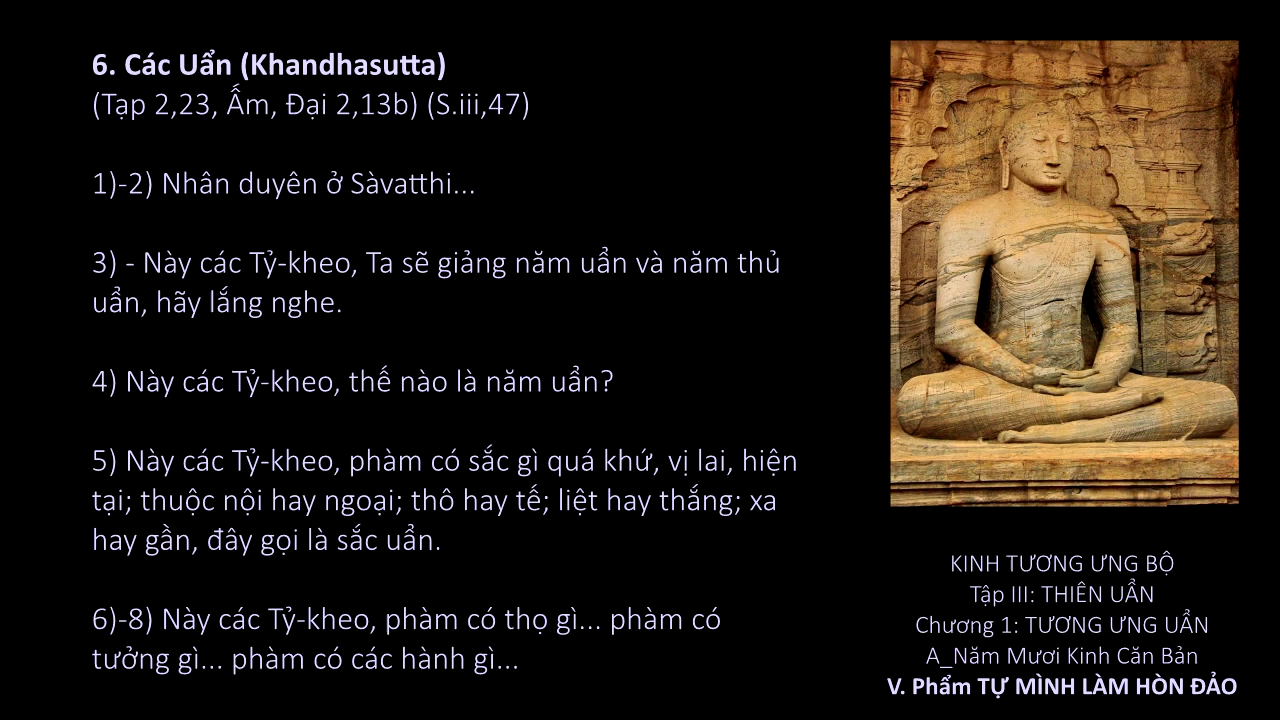 6. Các Uẩn (Khandhasutta)
(Tạp 2,23, Ấm, Đại 2,13b) (S.iii,47)
1)-2) Nhân duyên ở Sàvatthi...
3) - Này các Tỷ-kheo, Ta sẽ giảng năm uẩn và năm thủ
uẩn, hãy lắng nghe.
4) Này các Tỷ-kheo, thế nào là năm uẩn?
5) Này các Tỷ-kheo, phàm có sắc gì quá khứ, vị lai, hiện
tại; thuộc nội hay ngoại; thô hay tế; liệt hay thắng; xa
hay gần, đây gọi là sắc uẩn.
6)-8) Này các Tỷ-kheo, phàm có thọ gì... phàm có
tưởng gì... phàm có các hành gì...
KINH TƯƠNG ƯNG BỘ
Tập III: THIÊN UẨN
Chương 1: TƯƠNG ƯNG UẨN
A_Năm Mươi Kinh Căn Bản
V. Phẩm TỰ MÌNH LÀM HÒN ĐẢO